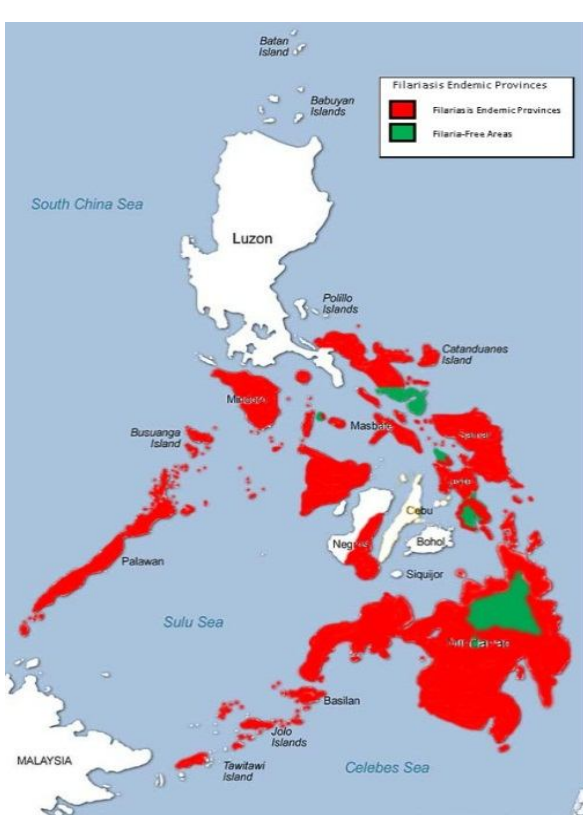 Batan
Island
Filariasis Endemic Provinces
Filariasis Endemic Provinces
Filaria-Free Areas
Babuyan
Islands
South China Sea
Luzon
Polillo
Islands
Catanduanes
Island
Masbate
Busuanga
Island
Cebu
Bohol
Palawan
Siquijor
Sulu Sea
Basilan
Jolo
Islands
MALAYSIA
Tawitawi
Island
Celebes Sea